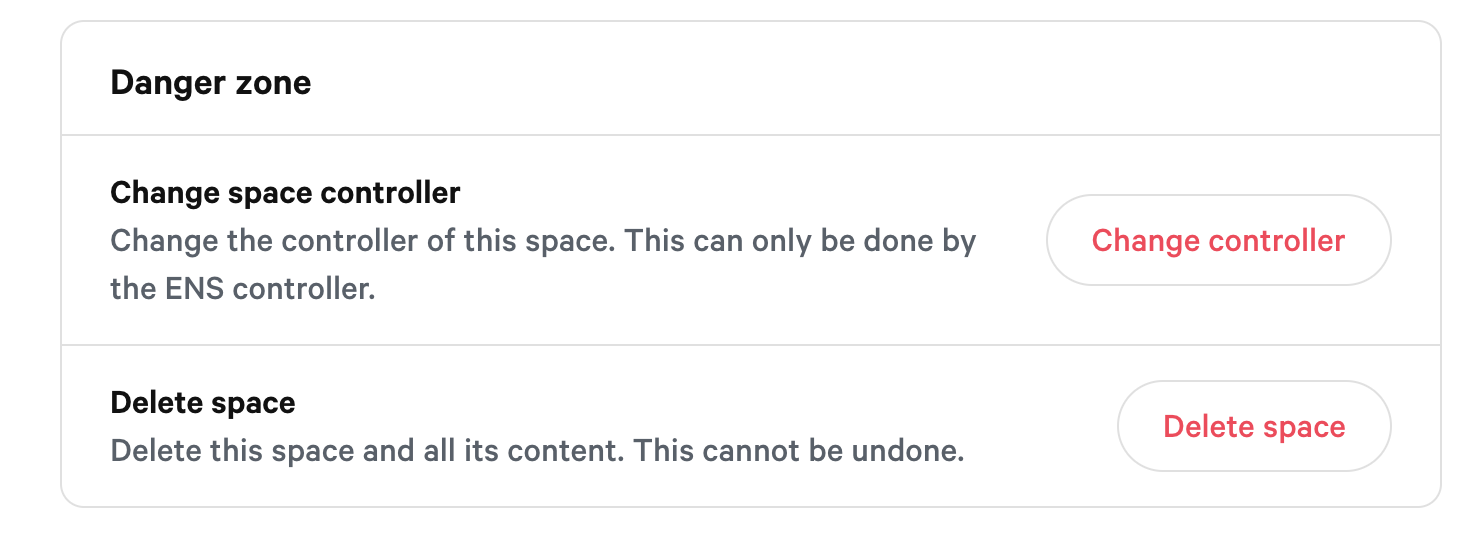 Danger zone
Change space controller
Change the controller of this space. This can only be done by
the ENS controller.
Change controller
Delete space
Delete this space and all its content. This cannot be undone.
Delete space